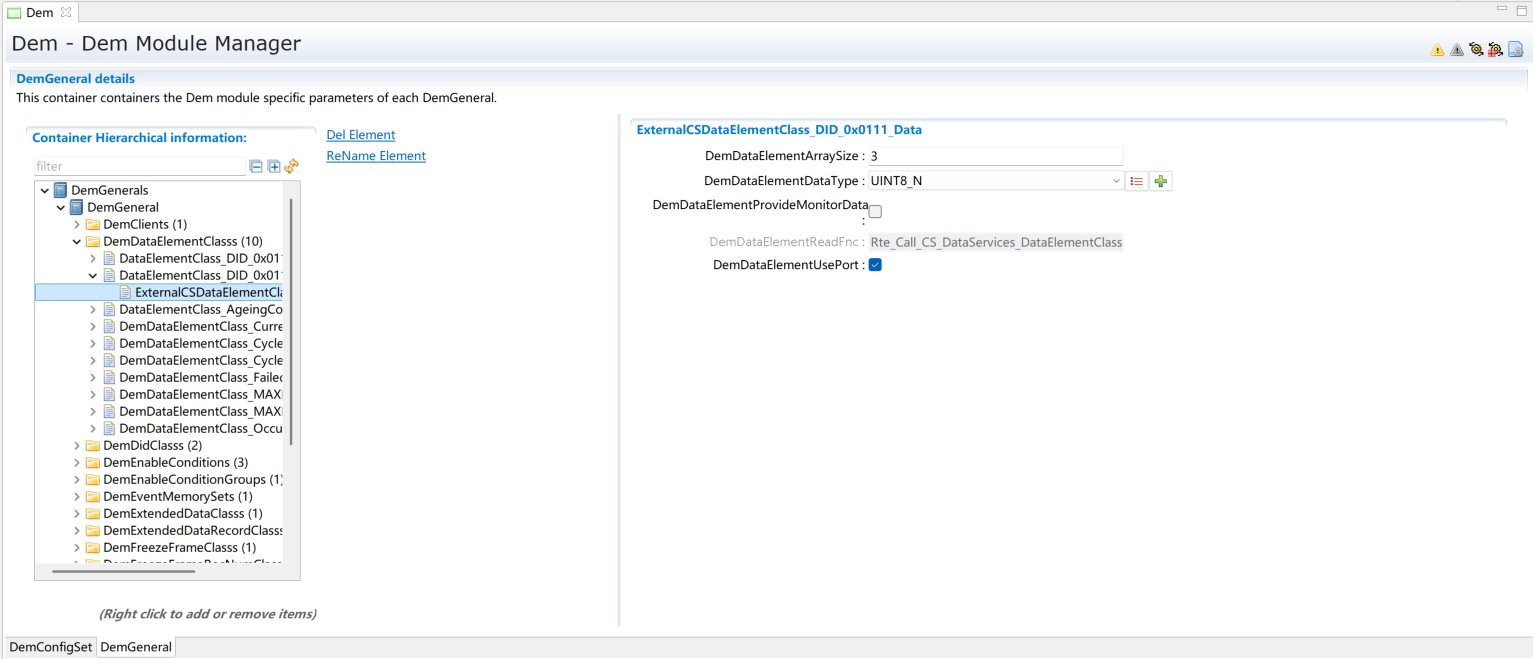 Dem
Dem - Dem Module Manager
DemGeneral details
This container containers the Dem module specific parameters of each DemGeneral.
Container Hierarchical information:
filter
DemGenerals
DemGeneral
DemClients (1)
DemDataElementClasss (10)
DataElementClass_DID_0x01
DataElementClass_DID_0x01
ExternalCSDataElementCla
DataElementClass_AgeingCo
DemDataElementClass_Curre
DemDataElementClass_Cycle
DemDataElementClass_Cycle
DemDataElementClass_Failed
DemDataElementClass_MAX
DemDataElementClass_MAX
DemDataElementClass_Occu
DemDidClasss (2)
DemEnableConditions (3)
DemEnableConditionGroups (1)
DemEventMemorySets (1)
DemExtendedDataClasss (1)
DemExtendedDataRecordClasss
DemFreezeFrameClasss (1)
(Right click to add or remove items)
Del Element
ReName Element
ExternalCSDataElementClass_DID_0x0111_Data
DemDataElementArraySize : 3
DemDataElementDataType : UINT8_N
DemDataElementProvideMonitorData
:
DemDataElementReadFnc : Rte_Call_CS_DataServices_DataElementClass
DemDataElementUsePort :
DemConfigSet DemGeneral